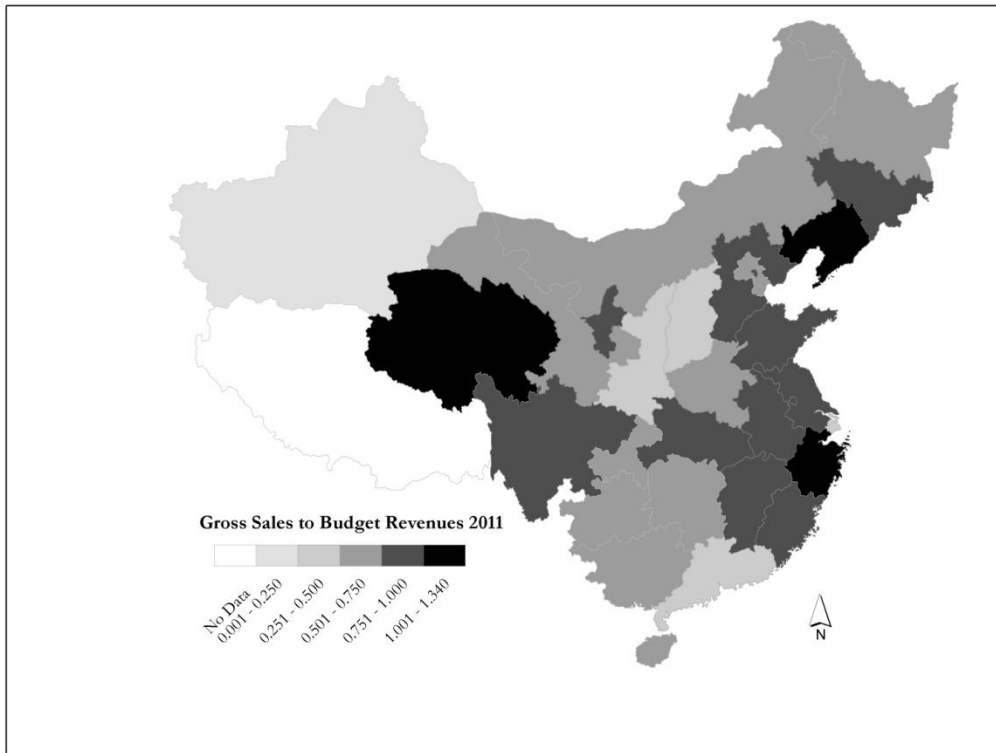 Gross Sales to Budget Revenues 2011
No Data
0.001 - 0.250
0.251 - 0.500
0.501 - 0.750
0.751 - 1.000
1.001 - 1.340
N